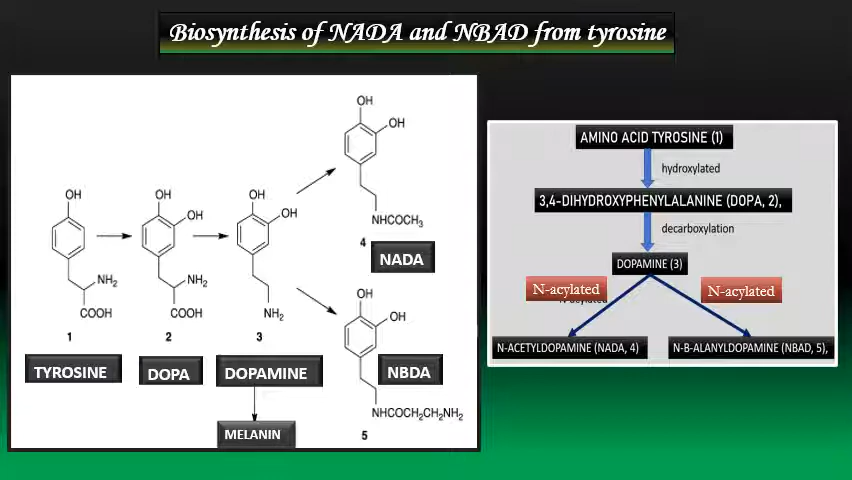 Biosynthesis of NADA and NBAD from tyrosine
OH
OH
NHCOCH₃
4
NADA
OH
NH₂
COOH
1
TYROSINE
OH
OH
NH₂
COOH
2
DOPA
OH
OH
NH₂
3
DOPAMINE
MELANIN
OH
OH
NBDA
NHCOCH₂CH₂NH₂
5
AMINO ACID TYROSINE (1)
hydroxylated
3,4-DIHYDROXYPHENYLALANINE (DOPA, 2),
decarboxylation
DOPAMINE (3)
N-acylated
N-acylated
N-acylated
N-ACETYLDOPAMINE (NADA, 4)
N-B-ALANYLDOPAMINE (NBAD, 5),